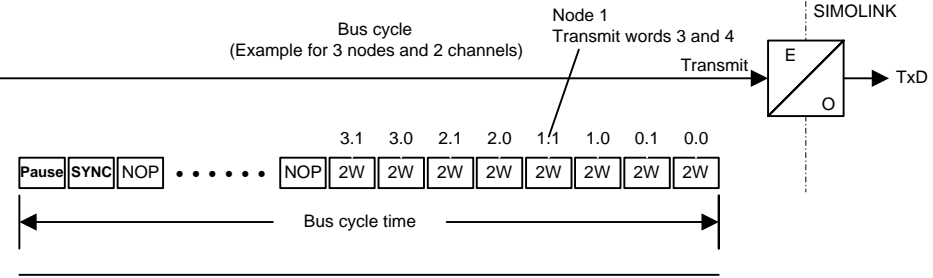 Bus cycle
(Example for 3 nodes and 2 channels)
Node 1
Transmit words 3 and 4
SIMOLINK
Transmit
E
O
TxD
3.1 3.0 2.1 2.0 1.1 1.0 0.1 0.0
Pause SYNC NOP • • • • • • NOP 2W 2W 2W 2W 2W 2W 2W 2W
Bus cycle time